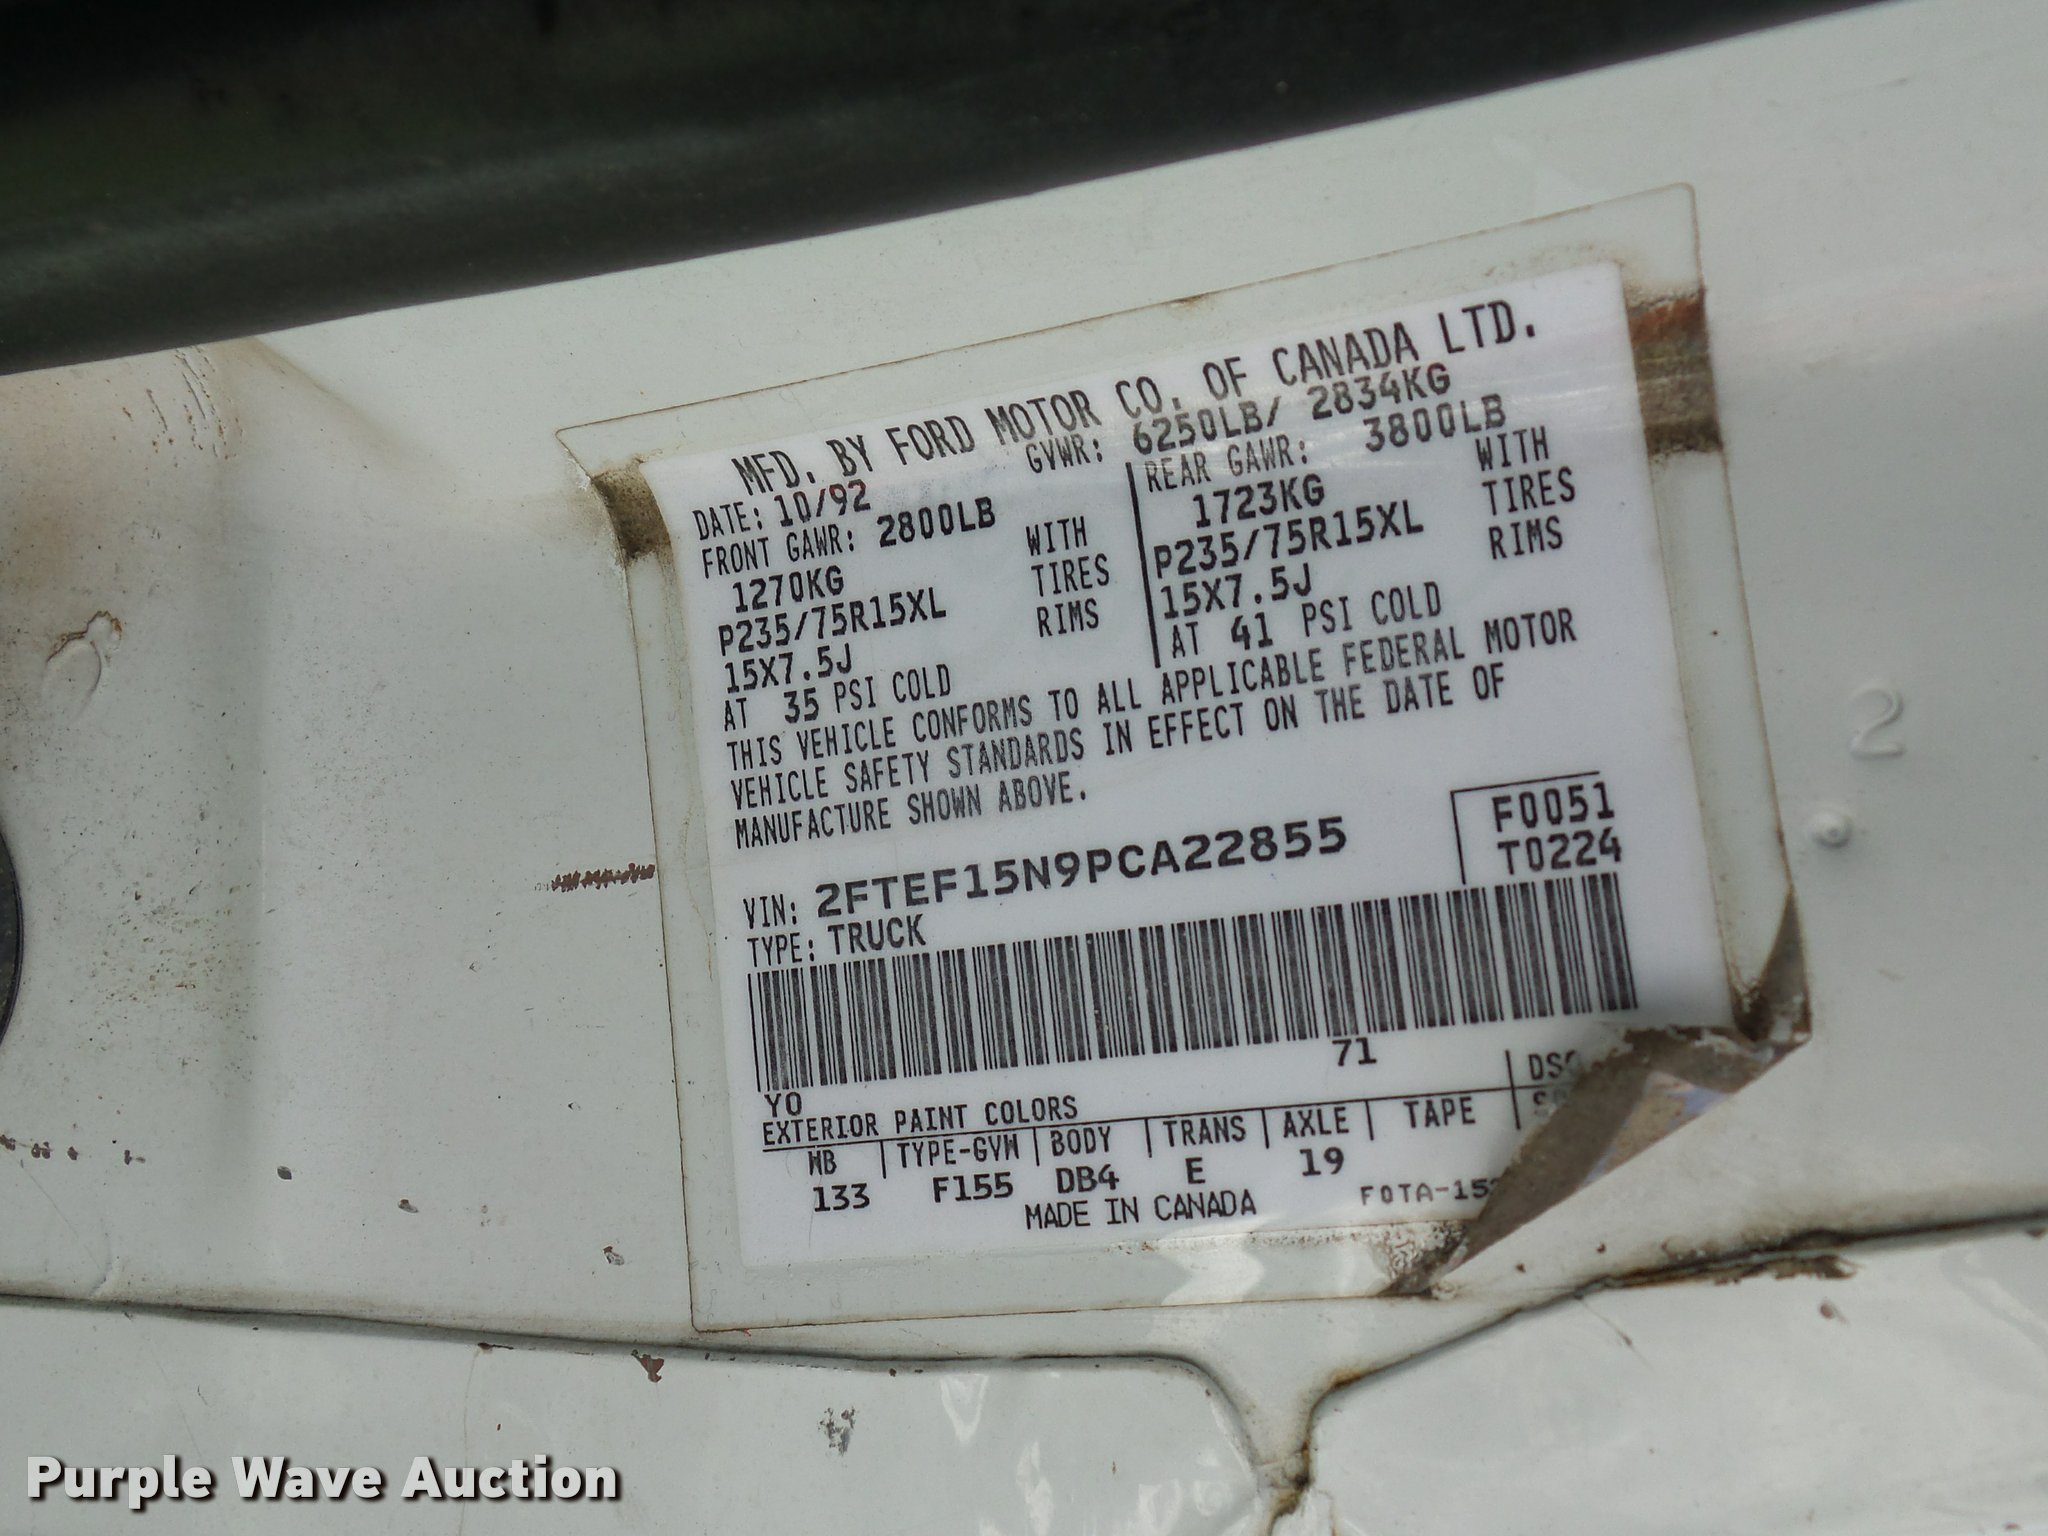 MFD. BY FORD MOTOR CO. OF CANADA LTD.
DATE: 10/92 GVWR: 6250LB/ 2834KG
FRONT GAWR: 2800LB
1270KG WITH
P235/75R15XL TIRES
15X7.5J RIMS
AT 35 PSI COLD
REAR GAWR: 3800LB
1723KG WITH
P235/75R15XL TIRES
15X7.5J RIMS
AT 41 PSI COLD
THIS VEHICLE CONFORMS TO ALL APPLICABLE FEDERAL MOTOR
VEHICLE SAFETY STANDARDS IN EFFECT ON THE DATE OF
MANUFACTURE SHOWN ABOVE.
F0051
T0224
VIN: 2FTEF15N9PCA22855
TYPE: TRUCK
71
YO
EXTERIOR PAINT COLORS DSO
WB TYPE-GVW BODY TRANS AXLE TAPE
133 F155 DB4 E 19
MADE IN CANADA
2
Purple Wave Auction